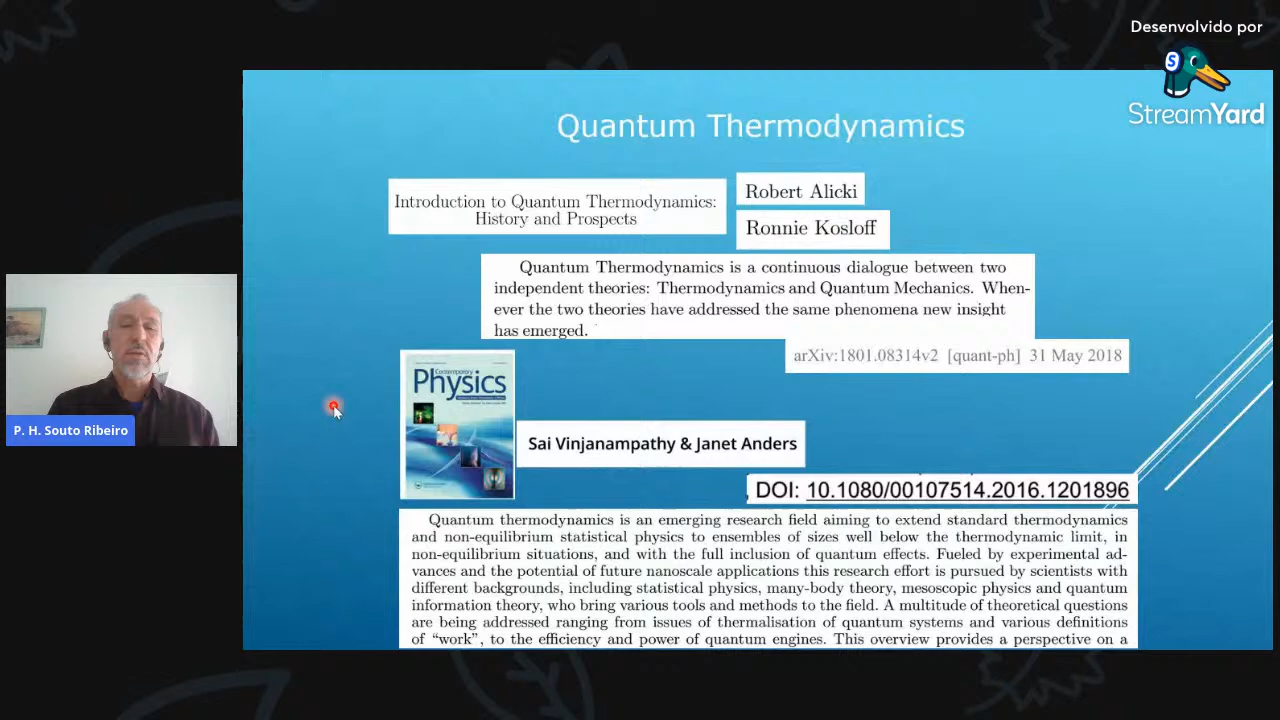 Desenvolvido por
StreamYard
Quantum Thermodynamics
Introduction to Quantum Thermodynamics:
History and Prospects
Robert Alicki
Ronnie Kosloff
Quantum Thermodynamics is a continuous dialogue between two
independent theories: Thermodynamics and Quantum Mechanics. When-
ever the two theories have addressed the same phenomena new insight
has emerged.
arXiv:1801.08314v2 [quant-ph] 31 May 2018
Contemporary
Physics
Sai Vinjanampathy & Janet Anders
, DOI: 10.1080/00107514.2016.1201896
Quantum thermodynamics is an emerging research field aiming to extend standard thermodynamics
and non-equilibrium statistical physics to ensembles of sizes well below the thermodynamic limit, in
non-equilibrium situations, and with the full inclusion of quantum effects. Fueled by experimental ad-
vances and the potential of future nanoscale applications this research effort is pursued by scientists with
different backgrounds, including statistical physics, many-body theory, mesoscopic physics and quantum
information theory, who bring various tools and methods to the field. A multitude of theoretical questions
are being addressed ranging from issues of thermalisation of quantum systems and various definitions
of “work”, to the efficiency and power of quantum engines. This overview provides a perspective on a
P. H. Souto Ribeiro